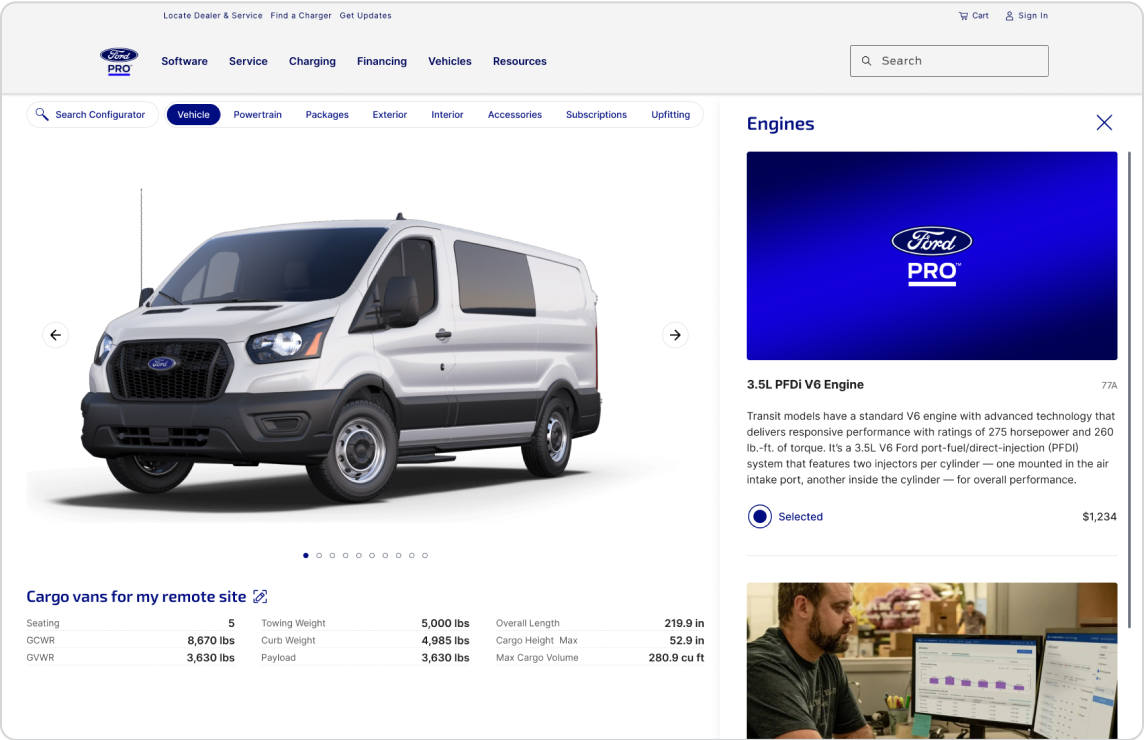 Locate Dealer & Service Find a Charger Get Updates Cart Sign In
Ford
PRO
Software Service Charging Financing Vehicles Resources Search
Search Configurator Vehicle Powertrain Packages Exterior Interior Accessories Subscriptions Upfitting
Engines
Ford
PRO™
Ford
3.5L PFDi V6 Engine 77A
Transit models have a standard V6 engine with advanced technology that
delivers responsive performance with ratings of 275 horsepower and 260
lb.-ft. of torque. It's a 3.5L V6 Ford port-fuel/direct-injection (PFDI)
system that features two injectors per cylinder — one mounted in the air
intake port, another inside the cylinder — for overall performance.
Selected $1,234
Cargo vans for my remote site
Seating 5 Towing Weight 5,000 lbs Overall Length 219.9 in
GCWR 8,670 lbs Curb Weight 4,985 lbs Cargo Height Max 52.9 in
GVWR 3,630 lbs Payload 3,630 lbs Max Cargo Volume 280.9 cu ft